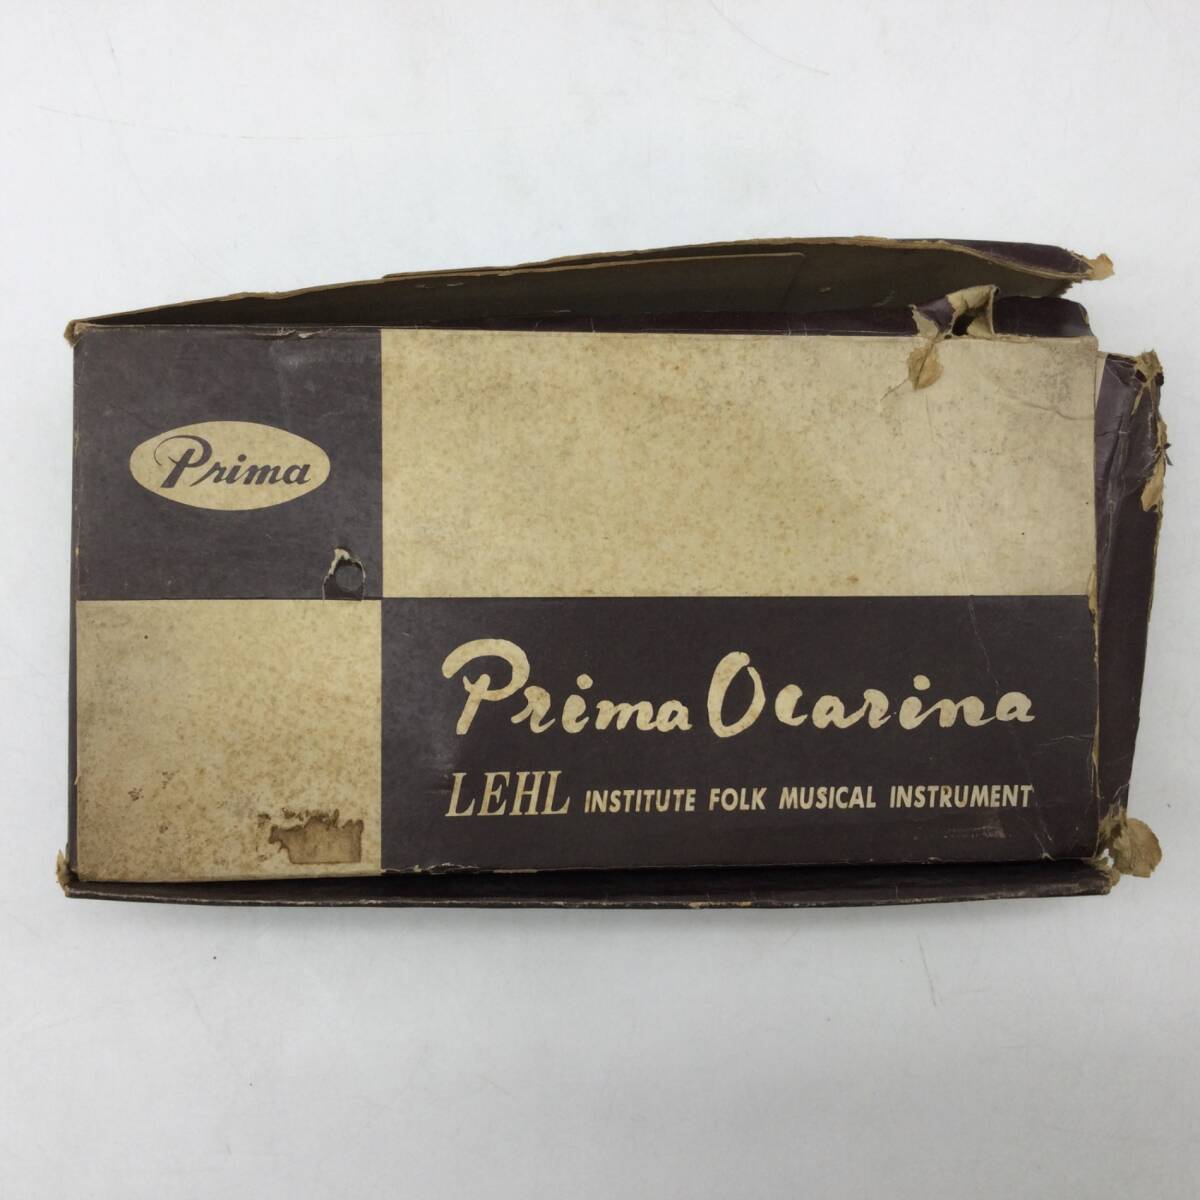 Prima
Prima Ocarina
LEHL INSTITUTE FOLK MUSICAL INSTRUMENT